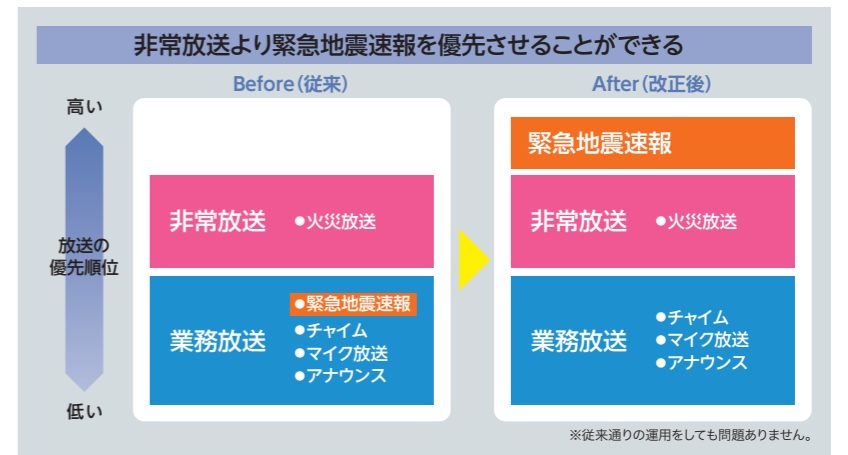 非常放送より緊急地震速報を優先させることができる
Before(従来)
After(改正後)
高い
放送の
優先順位
低い
非常放送 ●火災放送
業務放送
●緊急地震速報
●チャイム
●マイク放送
●アナウンス
緊急地震速報
非常放送 ●火災放送
業務放送
●チャイム
●マイク放送
●アナウンス
※従来通りの運用をしても問題ありません。